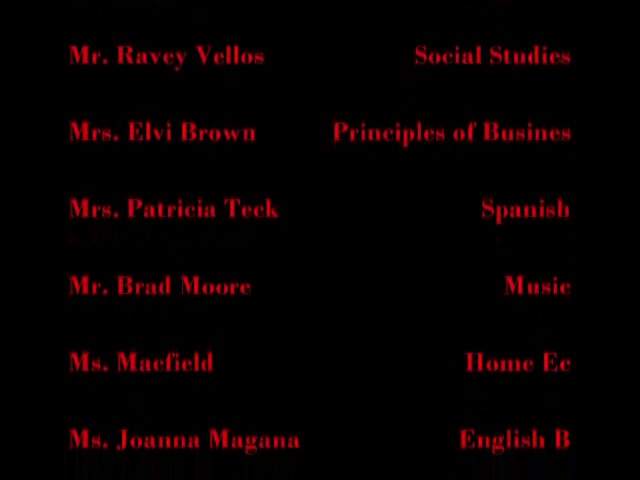 Mr. Ravey Vellos Social Studies
Mrs. Elvi Brown Principles of Busines
Mrs. Patricia Teck Spanish
Mr. Brad Moore Music
Ms. Macfield Home Ec
Ms. Joanna Magana English B